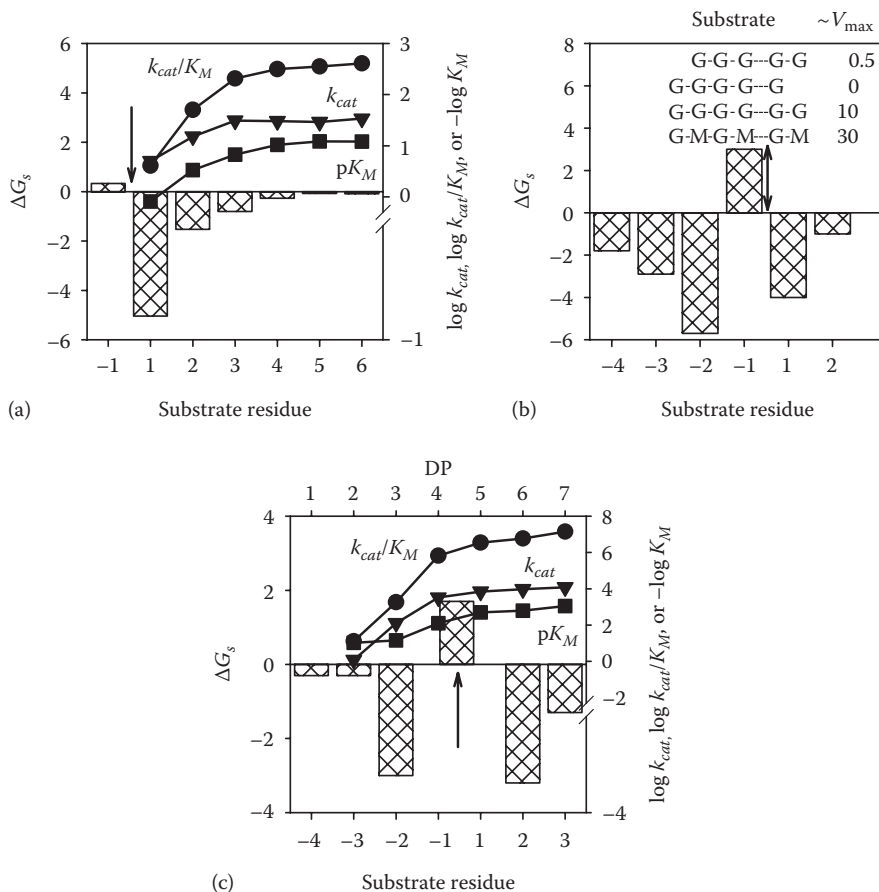 Substrate ~Vmax
G-G-G---G-G 0.5
G-G-G-G---G 0
G-G-G-G---G-G 10
G-M-G-M---G-M 30
6
4
2
0
−2
−4
−6
ΔGs
3
2
1
0
−1
log kcat, log kcat/KM, or −log KM
kcat/KM
kcat
pKM
−1 1 2 3 4 5 6
(a) Substrate residue
8
6
4
2
0
−2
−4
−6
ΔGs
−4 −3 −2 −1 1 2
(b) Substrate residue
DP
1 2 3 4 5 6 7
4
2
0
−2
−4
ΔGs
8
6
4
2
0
−2
−4
log kcat, log kcat/KM, or −log KM
kcat/KM
kcat
pKM
−4 −3 −2 −1 1 2 3
(c) Substrate residue